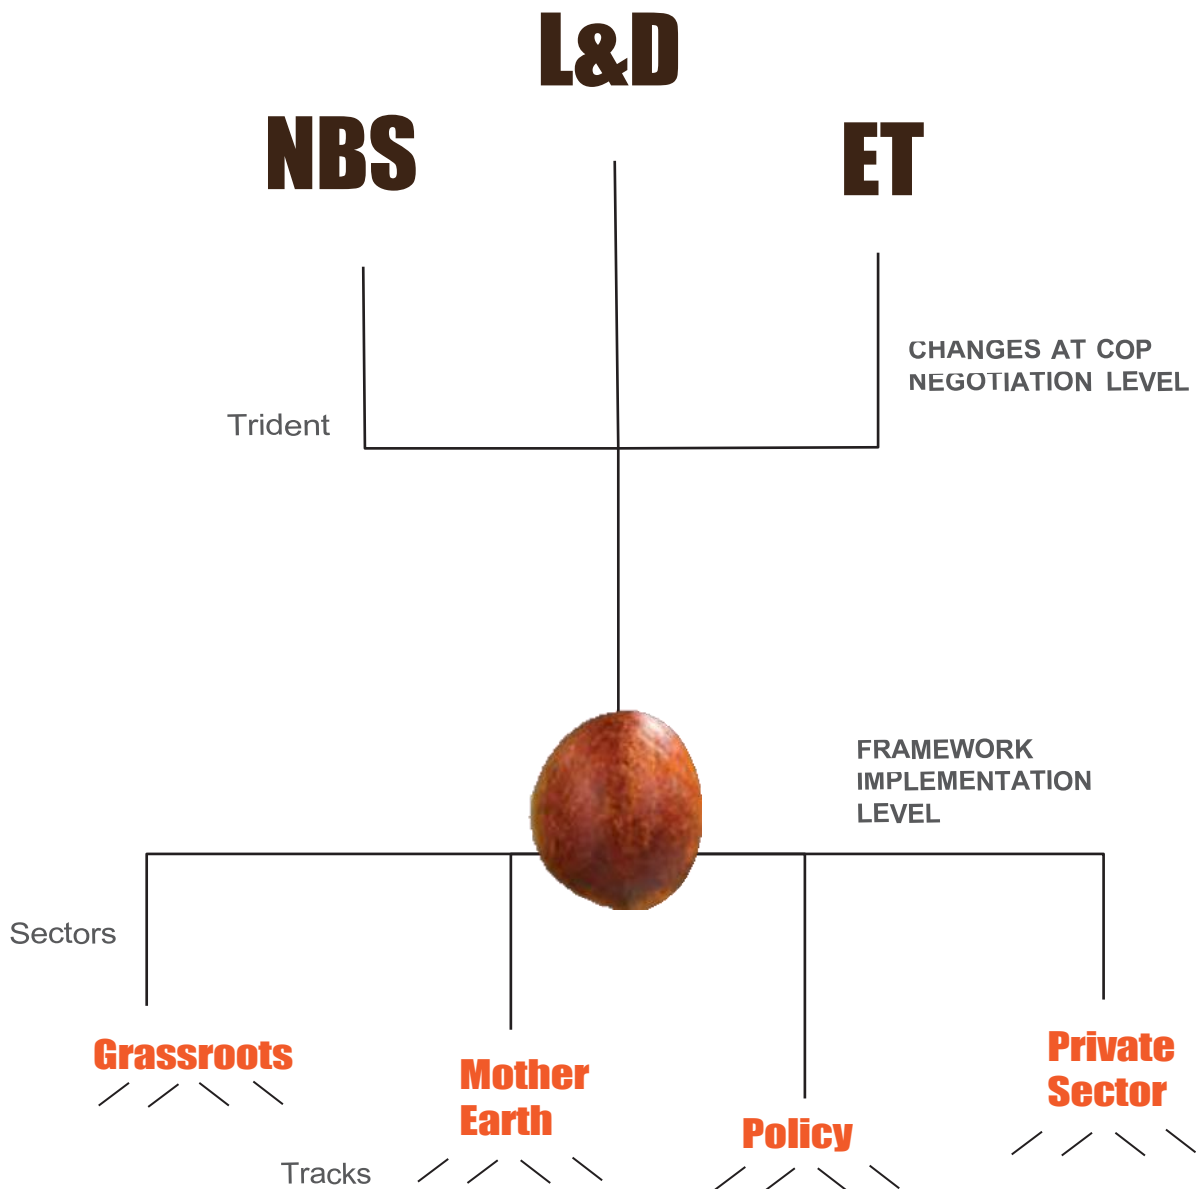 L&D
NBS
ET
CHANGES AT COP
NEGOTIATION LEVEL
Trident
FRAMEWORK
IMPLEMENTATION
LEVEL
Sectors
Grassroots
Mother
Earth
Policy
Private
Sector
Tracks